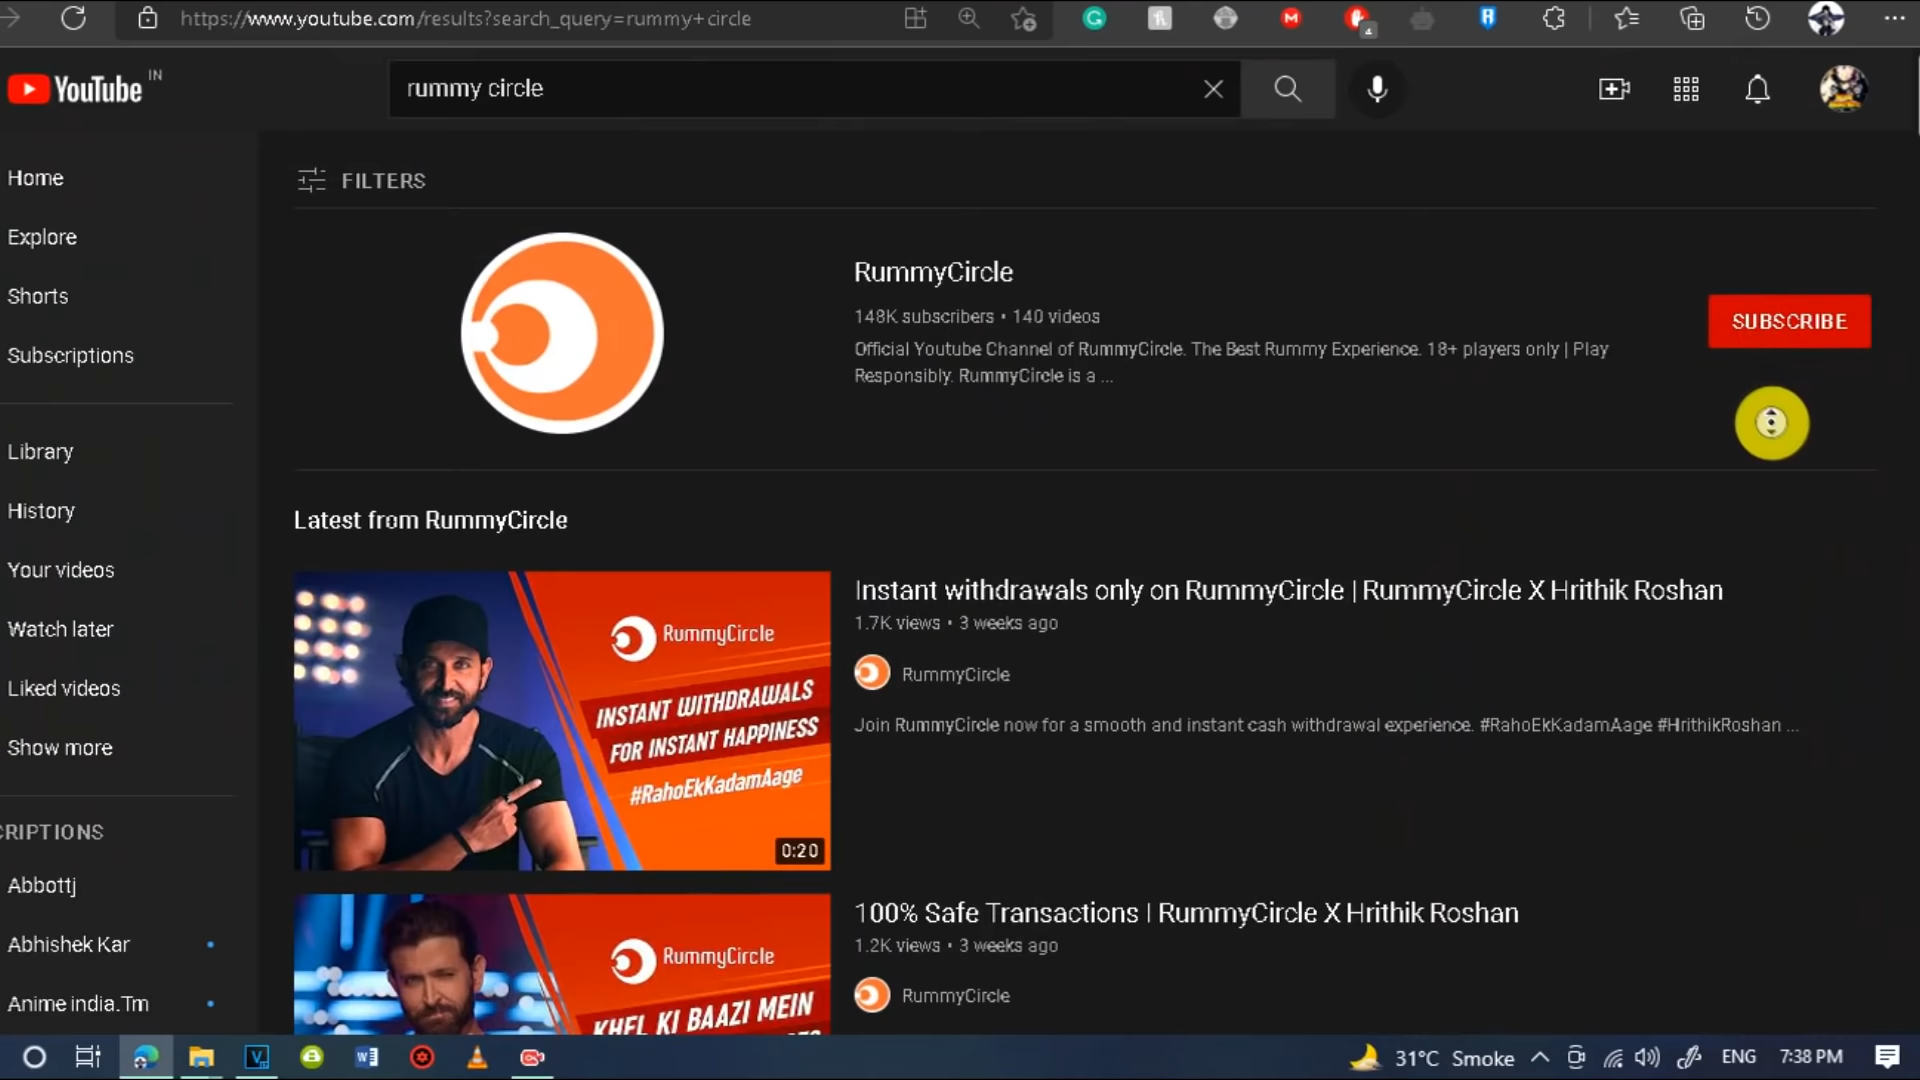 https://www.youtube.com/results?search_query=rummy+circle
4
YouTube IN
rummy circle
Home
Explore
Shorts
Subscriptions
Library
History
Your videos
Watch later
Liked videos
Show more
CRIPTIONS
Abbottj
Abhishek Kar
Anime india.Tm
FILTERS
RummyCircle
148K subscribers • 140 videos
Official Youtube Channel of RummyCircle. The Best Rummy Experience. 18+ players only | Play
Responsibly. RummyCircle is a ...
SUBSCRIBE
Latest from RummyCircle
RummyCircle
INSTANT WITHDRAWALS
FOR INSTANT HAPPINESS
#RahoEkKadamAage
0:20
Instant withdrawals only on RummyCircle | RummyCircle X Hrithik Roshan
1.7K views • 3 weeks ago
RummyCircle
Join RummyCircle now for a smooth and instant cash withdrawal experience. #RahoEkKadamAage #HrithikRoshan ...
RummyCircle
KHEL KI BAAZI MEIN
100% Safe Transactions | RummyCircle X Hrithik Roshan
1.2K views • 3 weeks ago
RummyCircle
31°C Smoke
ENG
7:38 PM